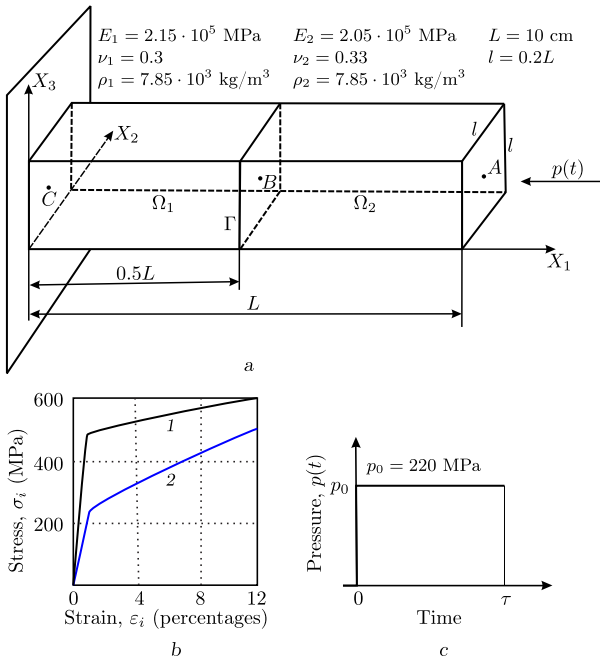 E₁ = 2.15 · 10⁵ MPa E₂ = 2.05 · 10⁵ MPa L = 10 cm
ν₁ = 0.3 ν₂ = 0.33 l = 0.2L
ρ₁ = 7.85 · 10³ kg/m³ ρ₂ = 7.85 · 10³ kg/m³
X₃
X₂
l
l
A
p(t)
B
C
Ω₁
Ω₂
Γ
X₁
0.5L
L
a
600
400
200
0 4 8 12
1
2
Stress, σᵢ (MPa)
Strain, εᵢ (percentages)
b
p₀ = 220 MPa
p₀
Pressure, p(t)
0 τ
Time
c